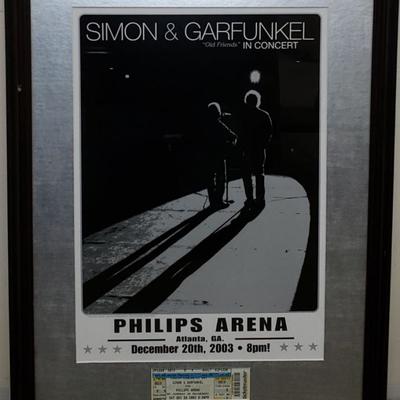 SIMON & GARFUNKEL
"Old Friends" IN CONCERT
PHILIPS ARENA
Atlanta, GA.
December 20th, 2003 • 8pm!
SIMON & GARFUNKEL
PHILIPS ARENA